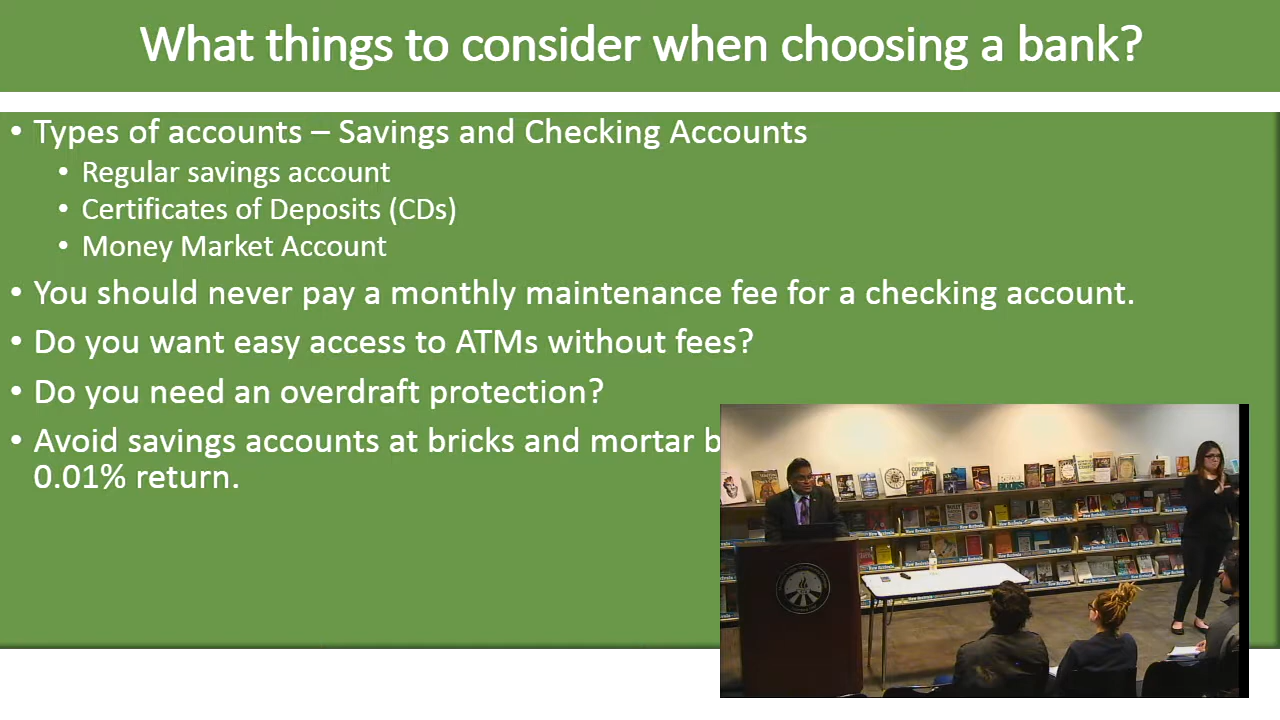 What things to consider when choosing a bank?
• Types of accounts – Savings and Checking Accounts
• Regular savings account
• Certificates of Deposits (CDs)
• Money Market Account
• You should never pay a monthly maintenance fee for a checking account.
• Do you want easy access to ATMs without fees?
• Do you need an overdraft protection?
• Avoid savings accounts at bricks and mortar
0.01% return.